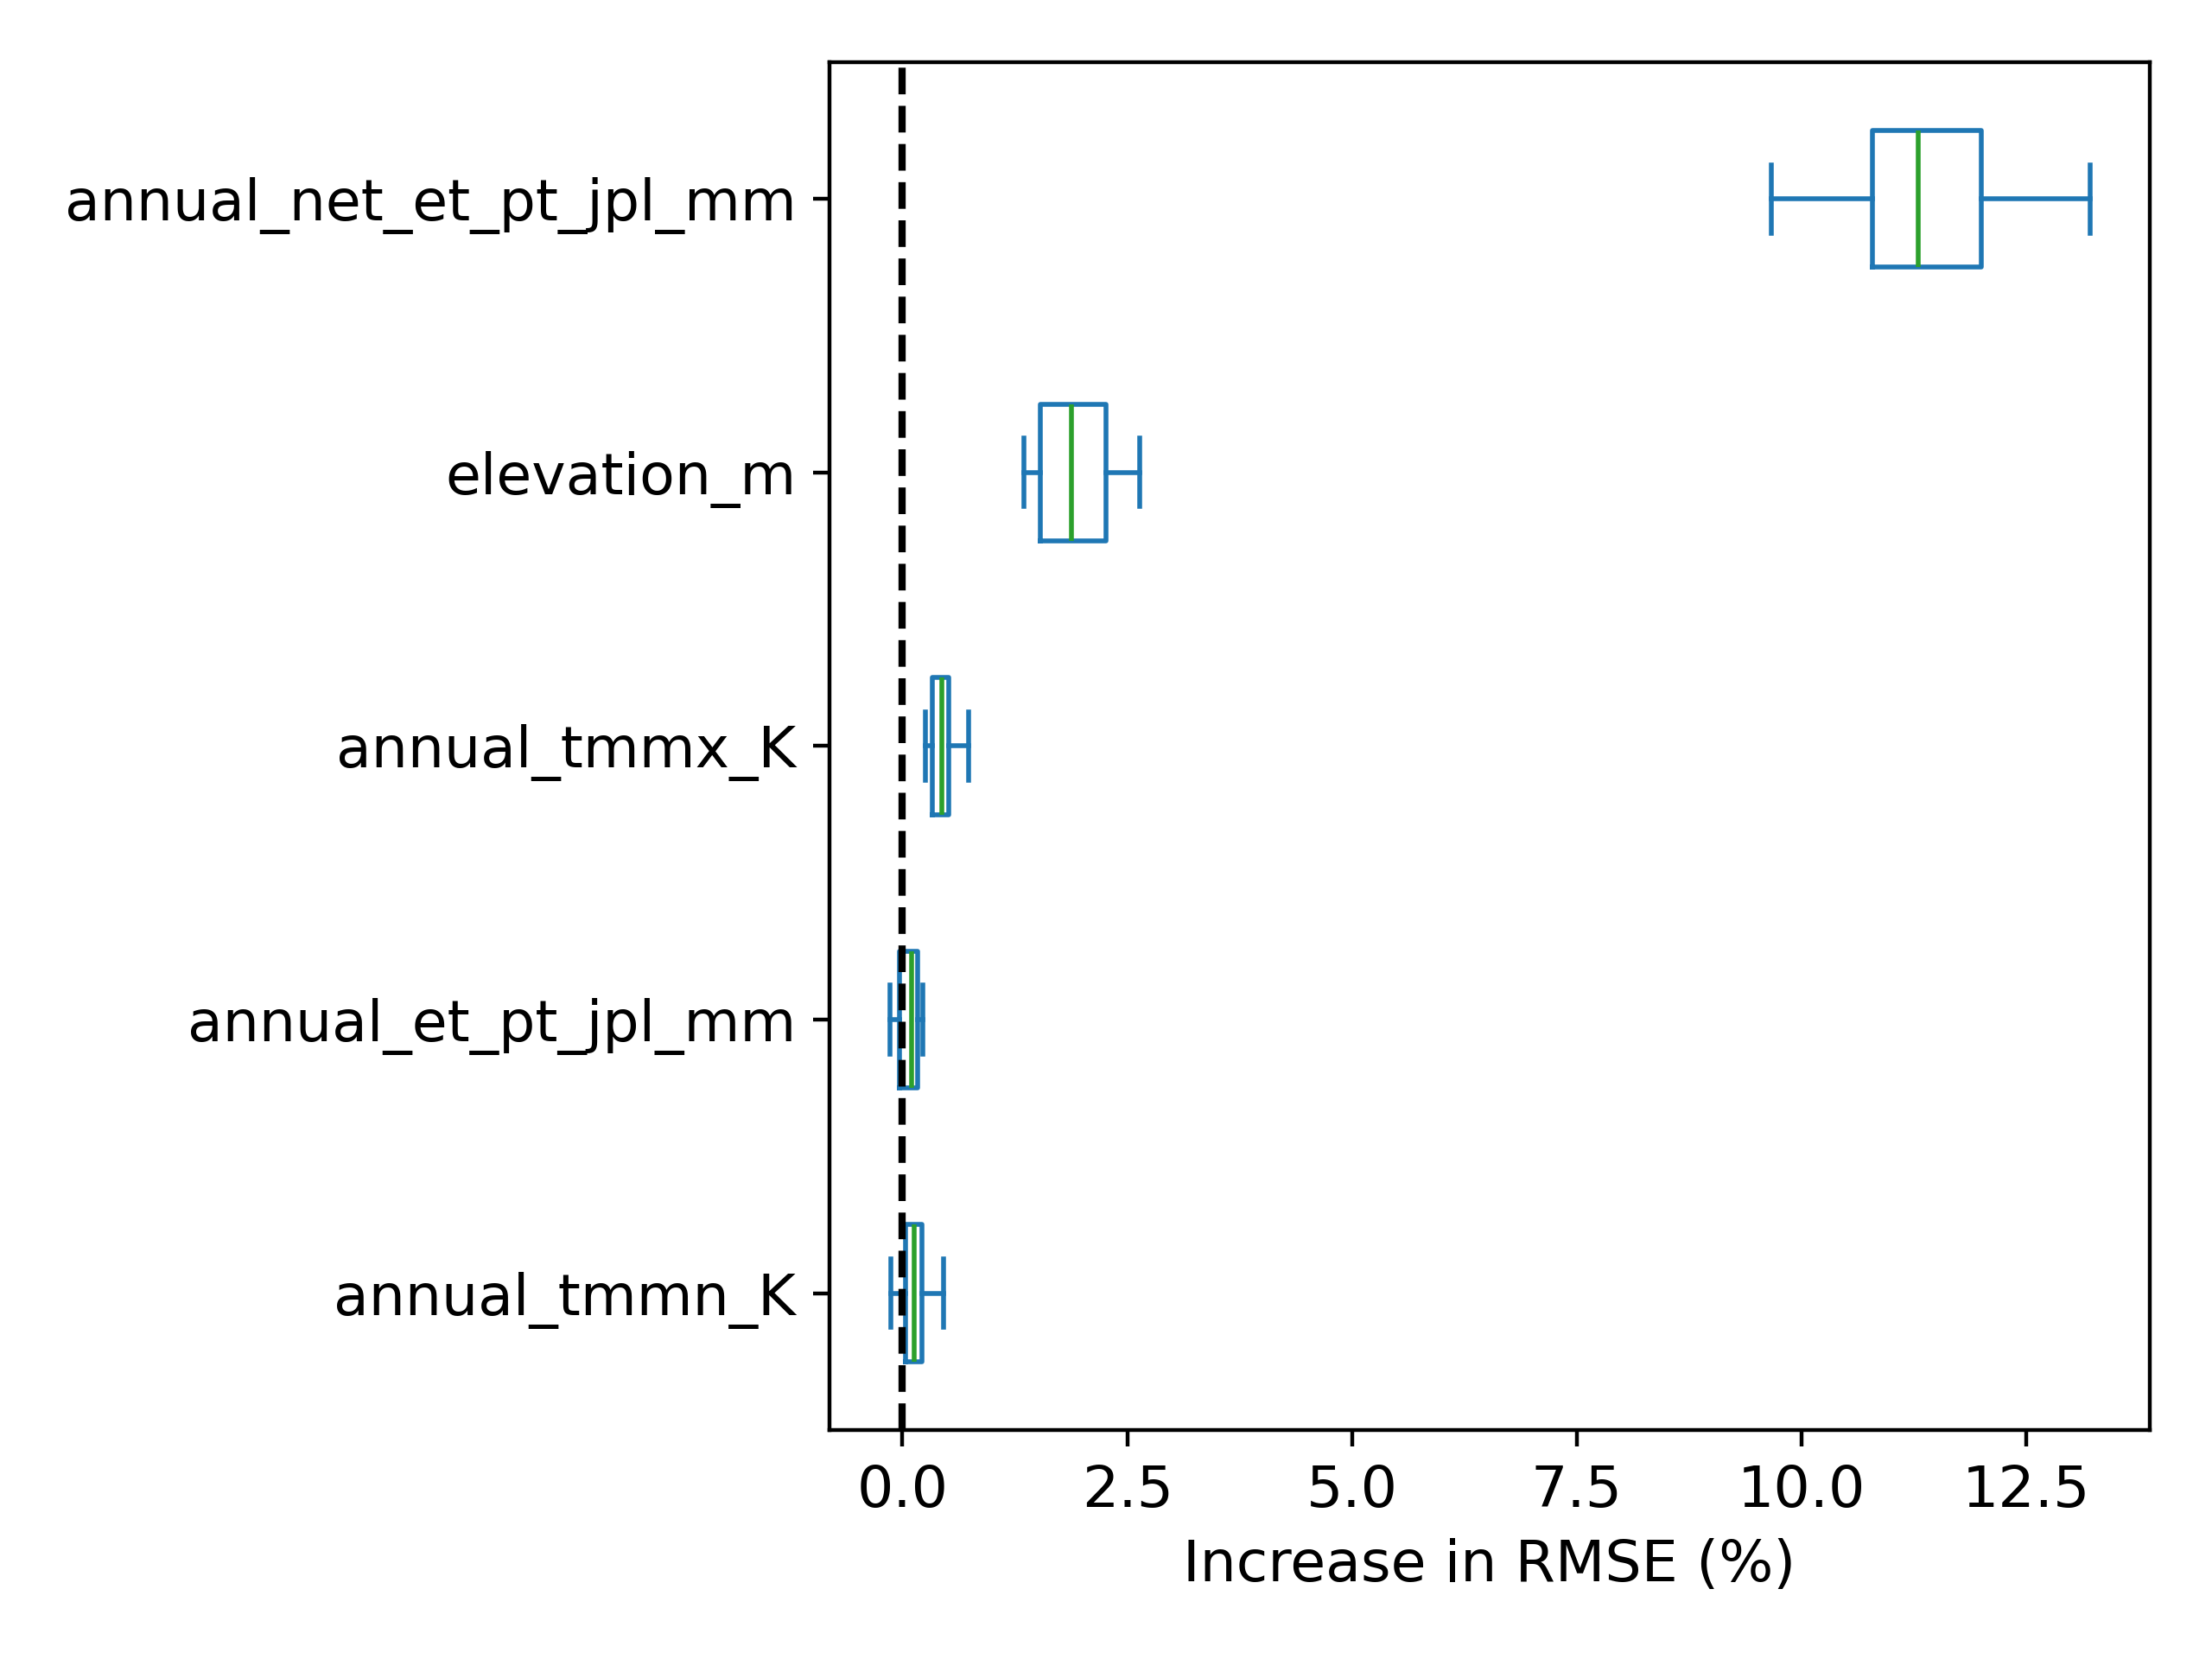 annual_net_et_pt_jpl_mm
elevation_m
annual_tmmx_K
annual_et_pt_jpl_mm
annual_tmmn_K
0.0 2.5 5.0 7.5 10.0 12.5
Increase in RMSE (%)